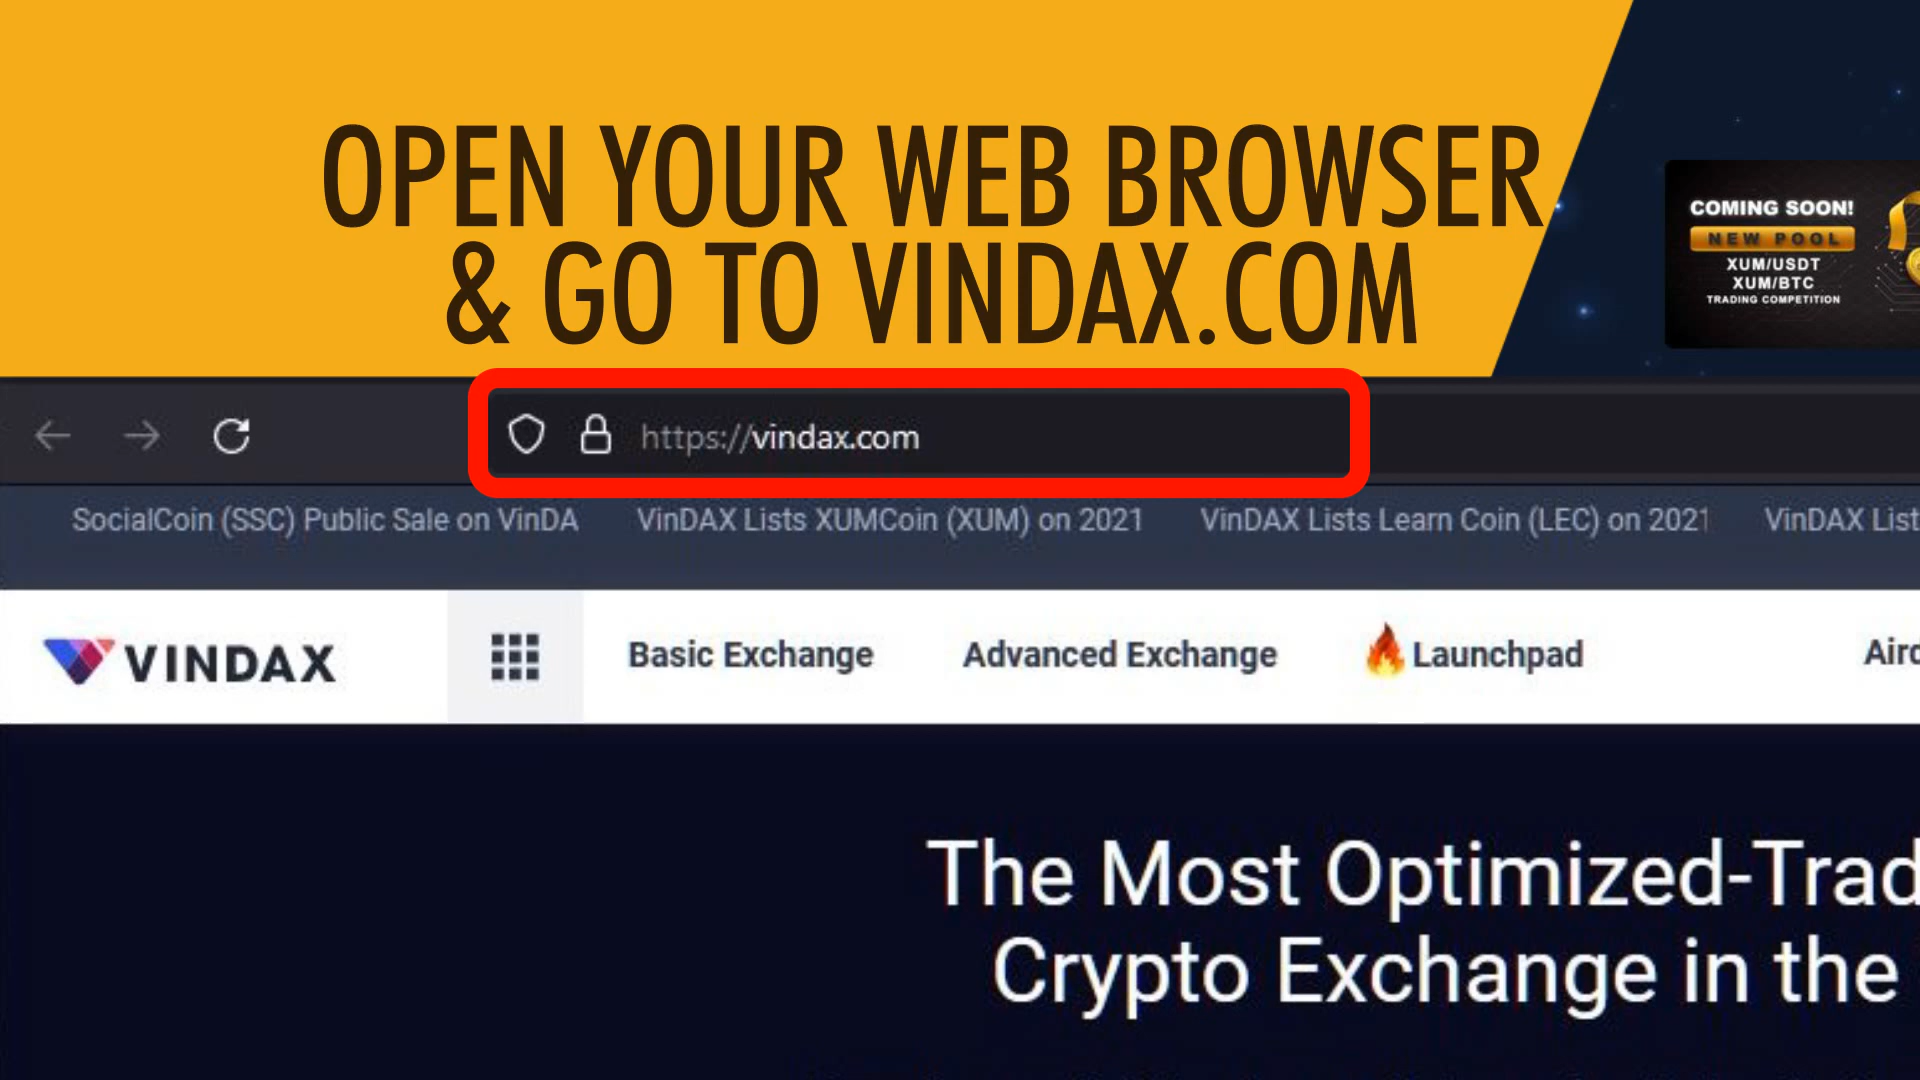 OPEN YOUR WEB BROWSER
& GO TO VINDAX.COM
COMING SOON!
NEW POOL
XUM/USDT
XUM/BTC
TRADING COMPETITION
https://vindax.com
SocialCoin (SSC) Public Sale on VinDA
VinDAX Lists XUMCoin (XUM) on 2021
VinDAX Lists Learn Coin (LEC) on 2021
VinDAX List
VINDAX
Basic Exchange
Advanced Exchange
Launchpad
Airc
The Most Optimized-Trad
Crypto Exchange in the